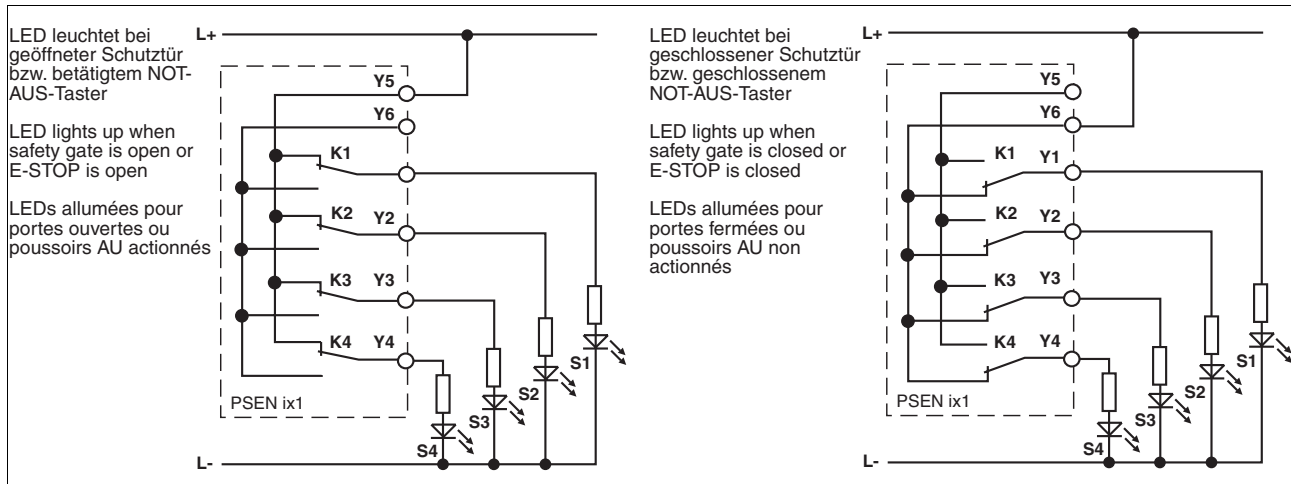 LED leuchtet bei
geöffneter Schutztür
bzw. betätigtem NOT-
AUS-Taster
LED lights up when
safety gate is open or
E-STOP is open
LEDs allumées pour
portes ouvertes ou
poussoirs AU actionnés
L+
Y5
Y6
K1
K2 Y2
K3 Y3
K4 Y4
PSEN ix1
S1
S2
S3
S4
L-
LED leuchtet bei
geschlossener Schutztür
bzw. geschlossenem
NOT-AUS-Taster
LED lights up when
safety gate is closed or
E-STOP is closed
LEDs allumées pour
portes fermées ou
poussoirs AU non
actionnés
L+
Y5
Y6
K1 Y1
K2 Y2
K3 Y3
K4 Y4
PSEN ix1
S1
S2
S3
S4
L-